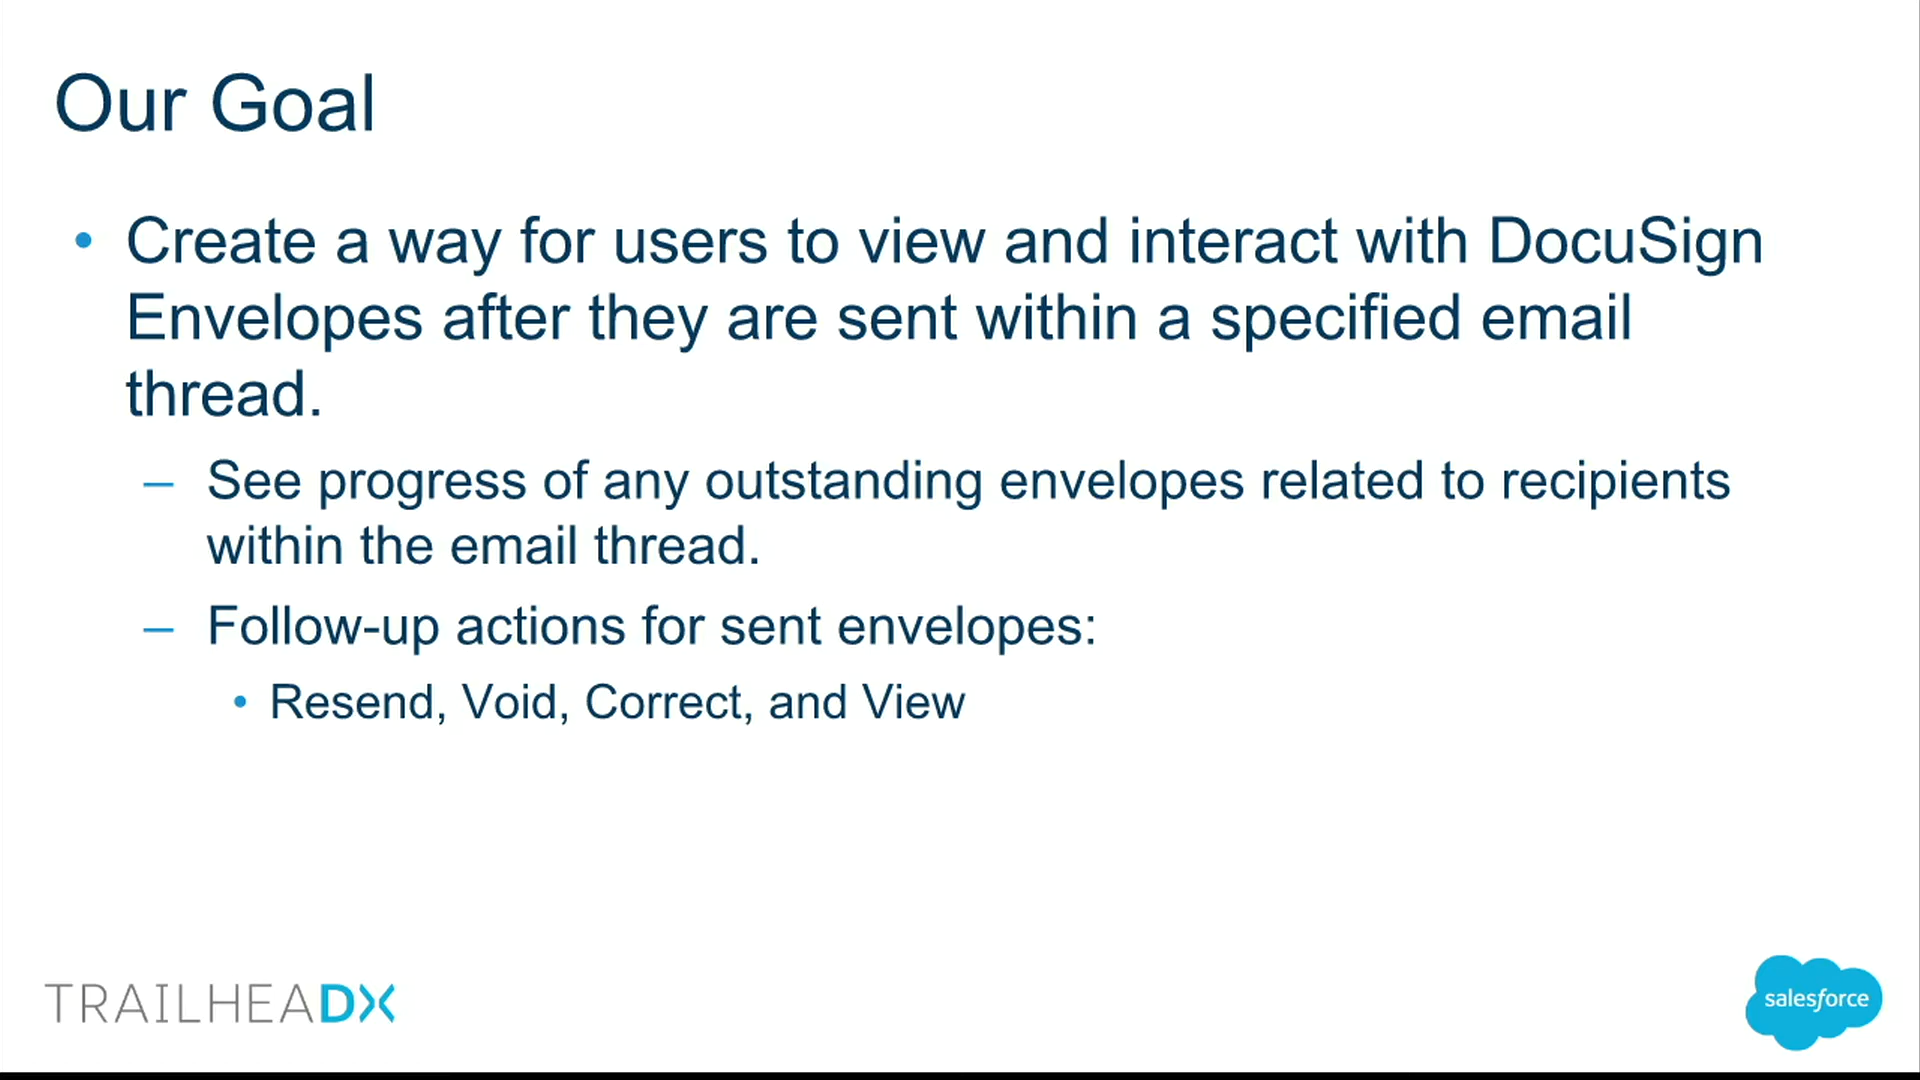 Our Goal
• Create a way for users to view and interact with DocuSign
Envelopes after they are sent within a specified email
thread.
– See progress of any outstanding envelopes related to recipients
within the email thread.
– Follow-up actions for sent envelopes:
• Resend, Void, Correct, and View
TRAILHEADX
salesforce